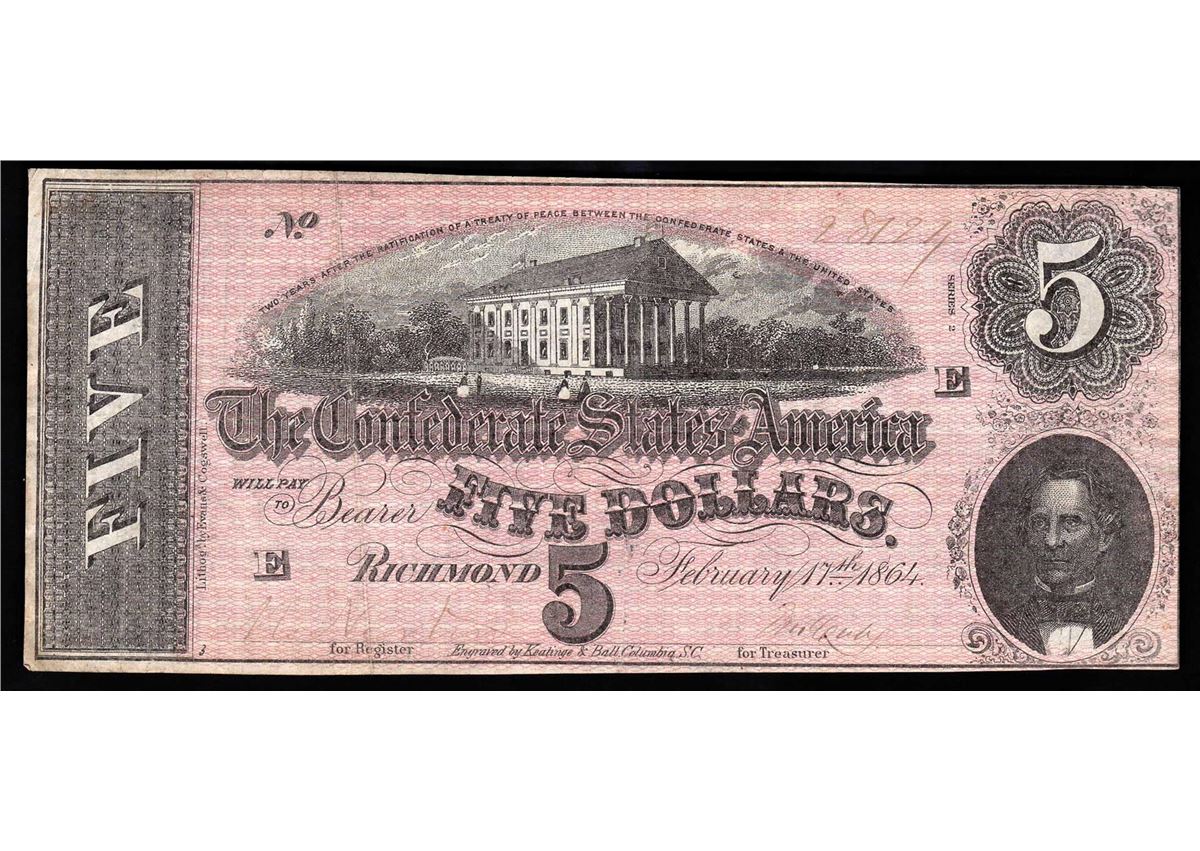 No
28724
TWO YEARS AFTER THE RATIFICATION OF A TREATY OF PEACE BETWEEN THE CONFEDERATE STATES & THE UNITED STATES
SERIES 2
5
FIVE
E
The Confederate States of America
WILL PAY
TO Bearer FIVE DOLLARS.
E
RICHMOND 5 February 17th 1864.
Lithog'd by Evans & Cogswell
3
for Register
Engraved by Keatinge & Ball, Columbia, S.C.
for Treasurer